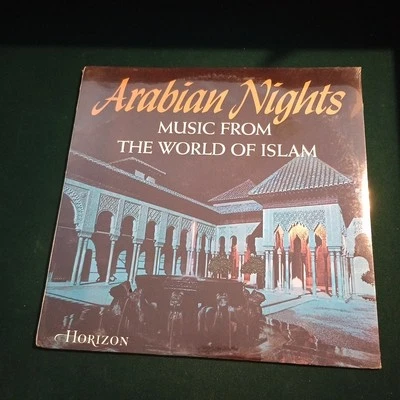 Arabian Nights
MUSIC FROM
THE WORLD OF ISLAM
HORIZON